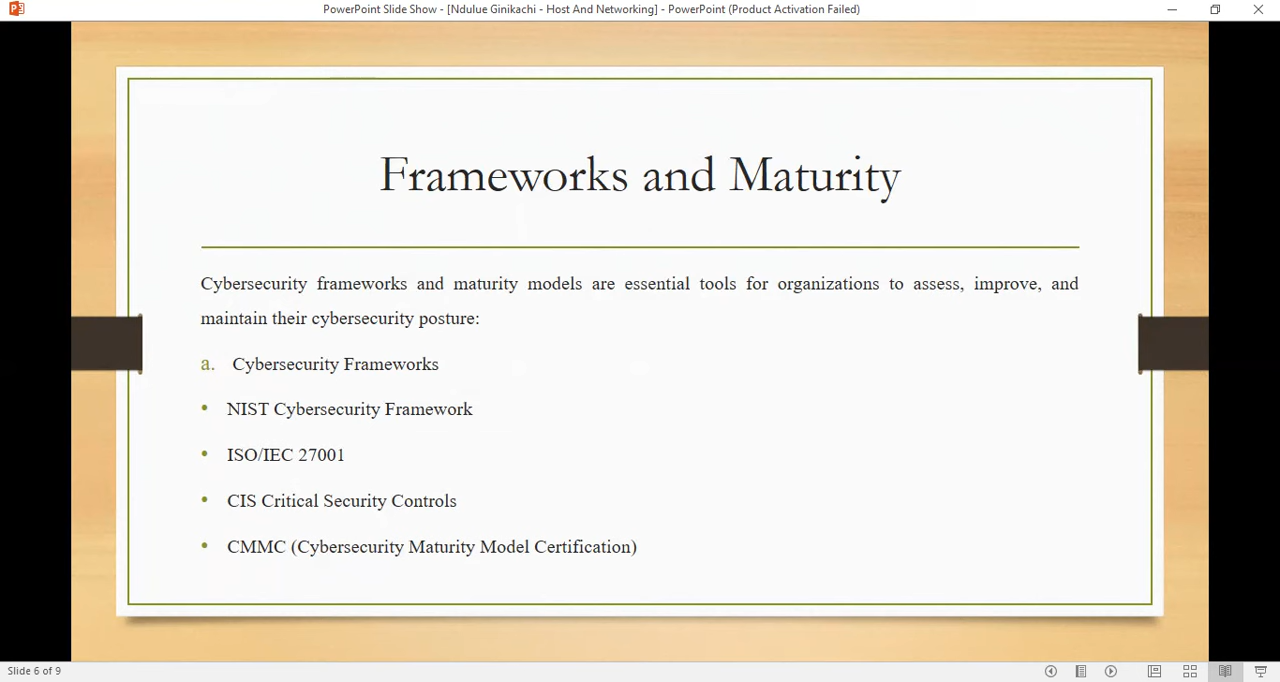 PowerPoint Slide Show - [Ndulue Ginikachi - Host And Networking] - PowerPoint (Product Activation Failed)
Frameworks and Maturity
Cybersecurity frameworks and maturity models are essential tools for organizations to assess, improve, and
maintain their cybersecurity posture:
a. Cybersecurity Frameworks
• NIST Cybersecurity Framework
• ISO/IEC 27001
• CIS Critical Security Controls
• CMMC (Cybersecurity Maturity Model Certification)
Slide 6 of 9